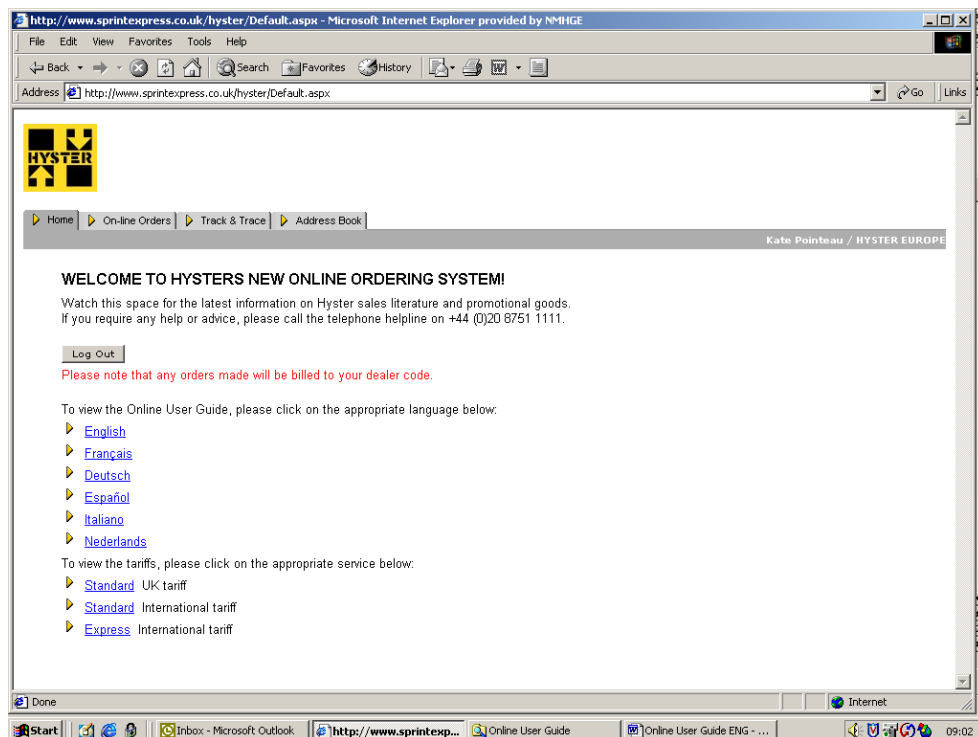 http://www.sprintexpress.co.uk/hyster/Default.aspx - Microsoft Internet Explorer provided by NMHGE
File Edit View Favorites Tools Help
Back Search Favorites History
Address http://www.sprintexpress.co.uk/hyster/Default.aspx Go Links
HYSTER
Home On-line Orders Track & Trace Address Book
Kate Pointeau / HYSTER EUROPE
WELCOME TO HYSTERS NEW ONLINE ORDERING SYSTEM!
Watch this space for the latest information on Hyster sales literature and promotional goods.
If you require any help or advice, please call the telephone helpline on +44 (0)20 8751 1111.
Log Out
Please note that any orders made will be billed to your dealer code.
To view the Online User Guide, please click on the appropriate language below:
English
Français
Deutsch
Español
Italiano
Nederlands
To view the tariffs, please click on the appropriate service below:
Standard UK tariff
Standard International tariff
Express International tariff
Done Internet
Start Inbox - Microsoft Outlook http://www.sprintexp... Online User Guide Online User Guide ENG - ... 09:02